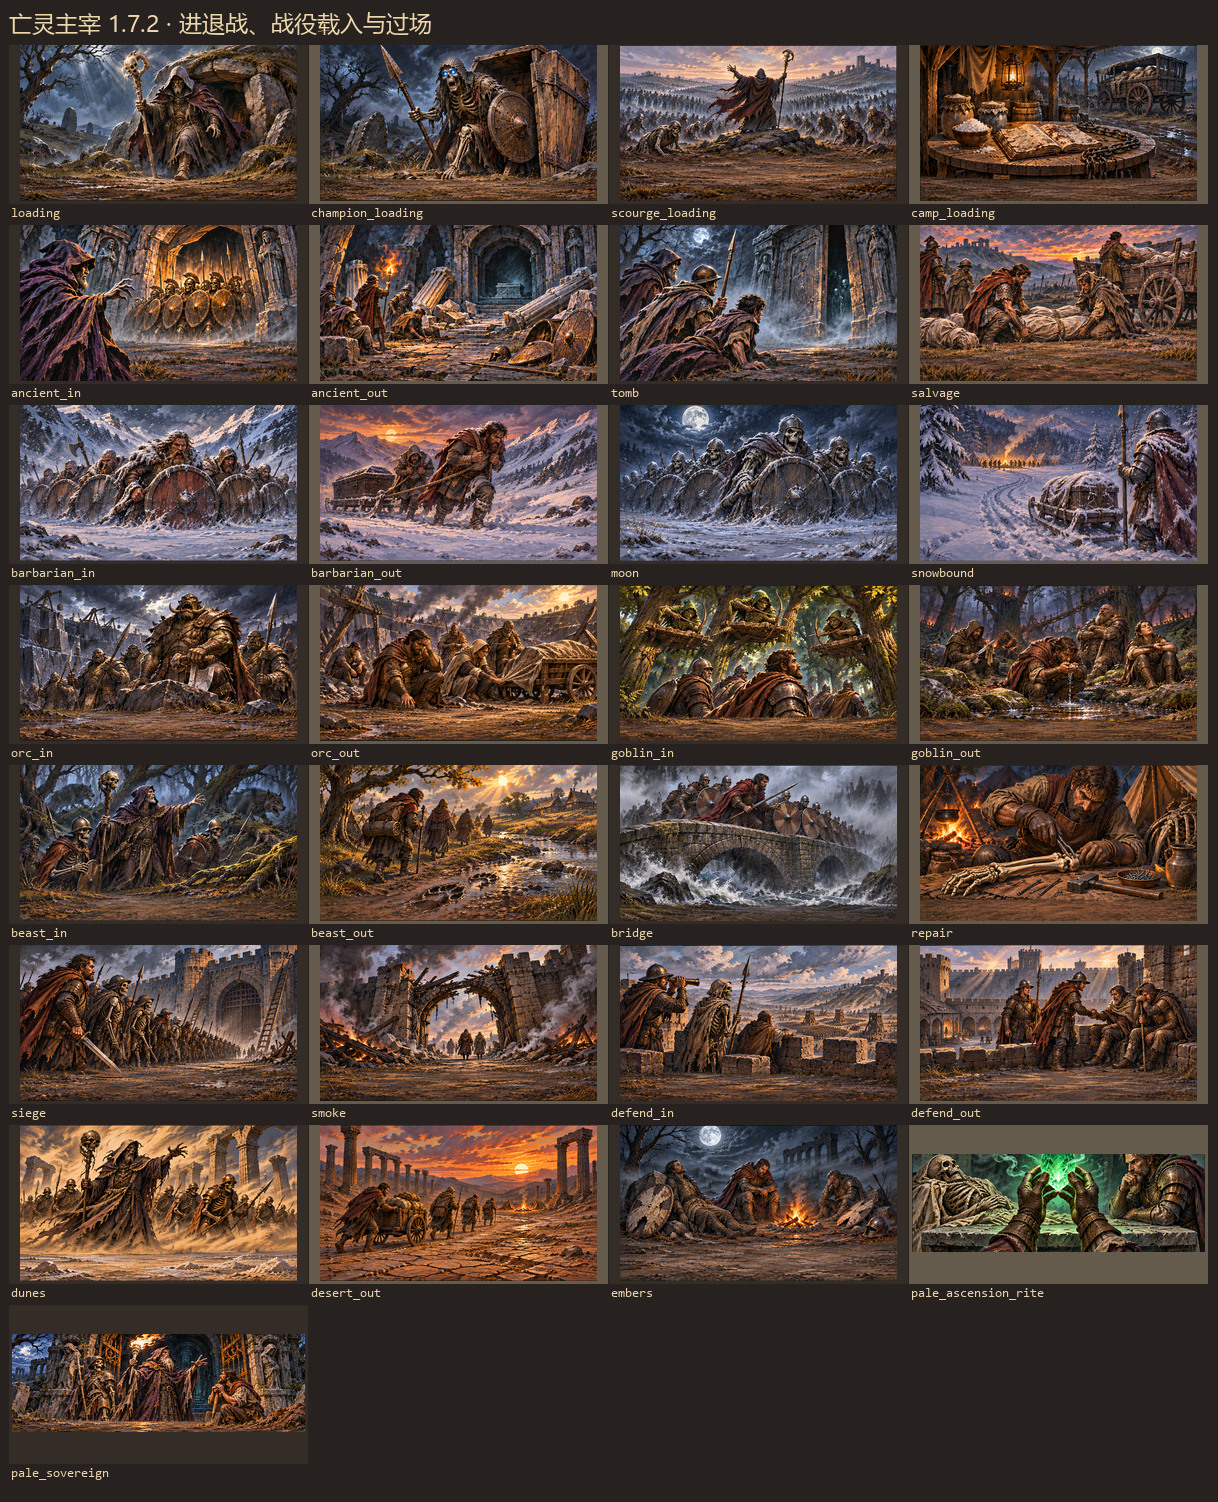 亡灵主宰 1.7.2 · 进退战、战役载入与过场
loading
champion_loading
scourge_loading
camp_loading
ancient_in
ancient_out
tomb
salvage
barbarian_in
barbarian_out
moon
snowbound
orc_in
orc_out
goblin_in
goblin_out
beast_in
beast_out
bridge
repair
siege
smoke
defend_in
defend_out
dunes
desert_out
embers
pale_ascension_rite
pale_sovereign